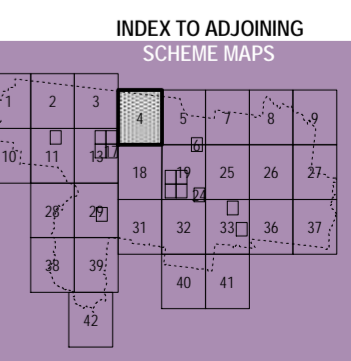 INDEX TO ADJOINING
SCHEME MAPS
1 2 3 4 5 7 8 9
6
10 11 13 17 18 19 25 26 27
24
28 29 31 32 33 36 37
38 39 40 41
42